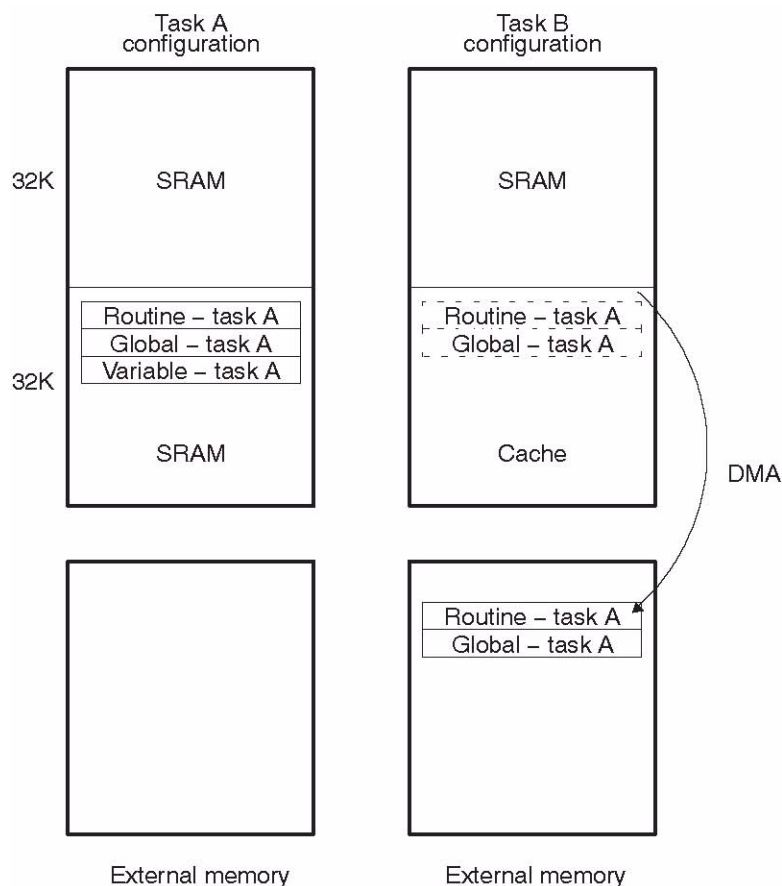 Task A
configuration
Task B
configuration
32K
SRAM
SRAM
Routine – task A
Global – task A
Variable – task A
32K
SRAM
Routine – task A
Global – task A
Cache
DMA
Routine – task A
Global – task A
External memory
External memory